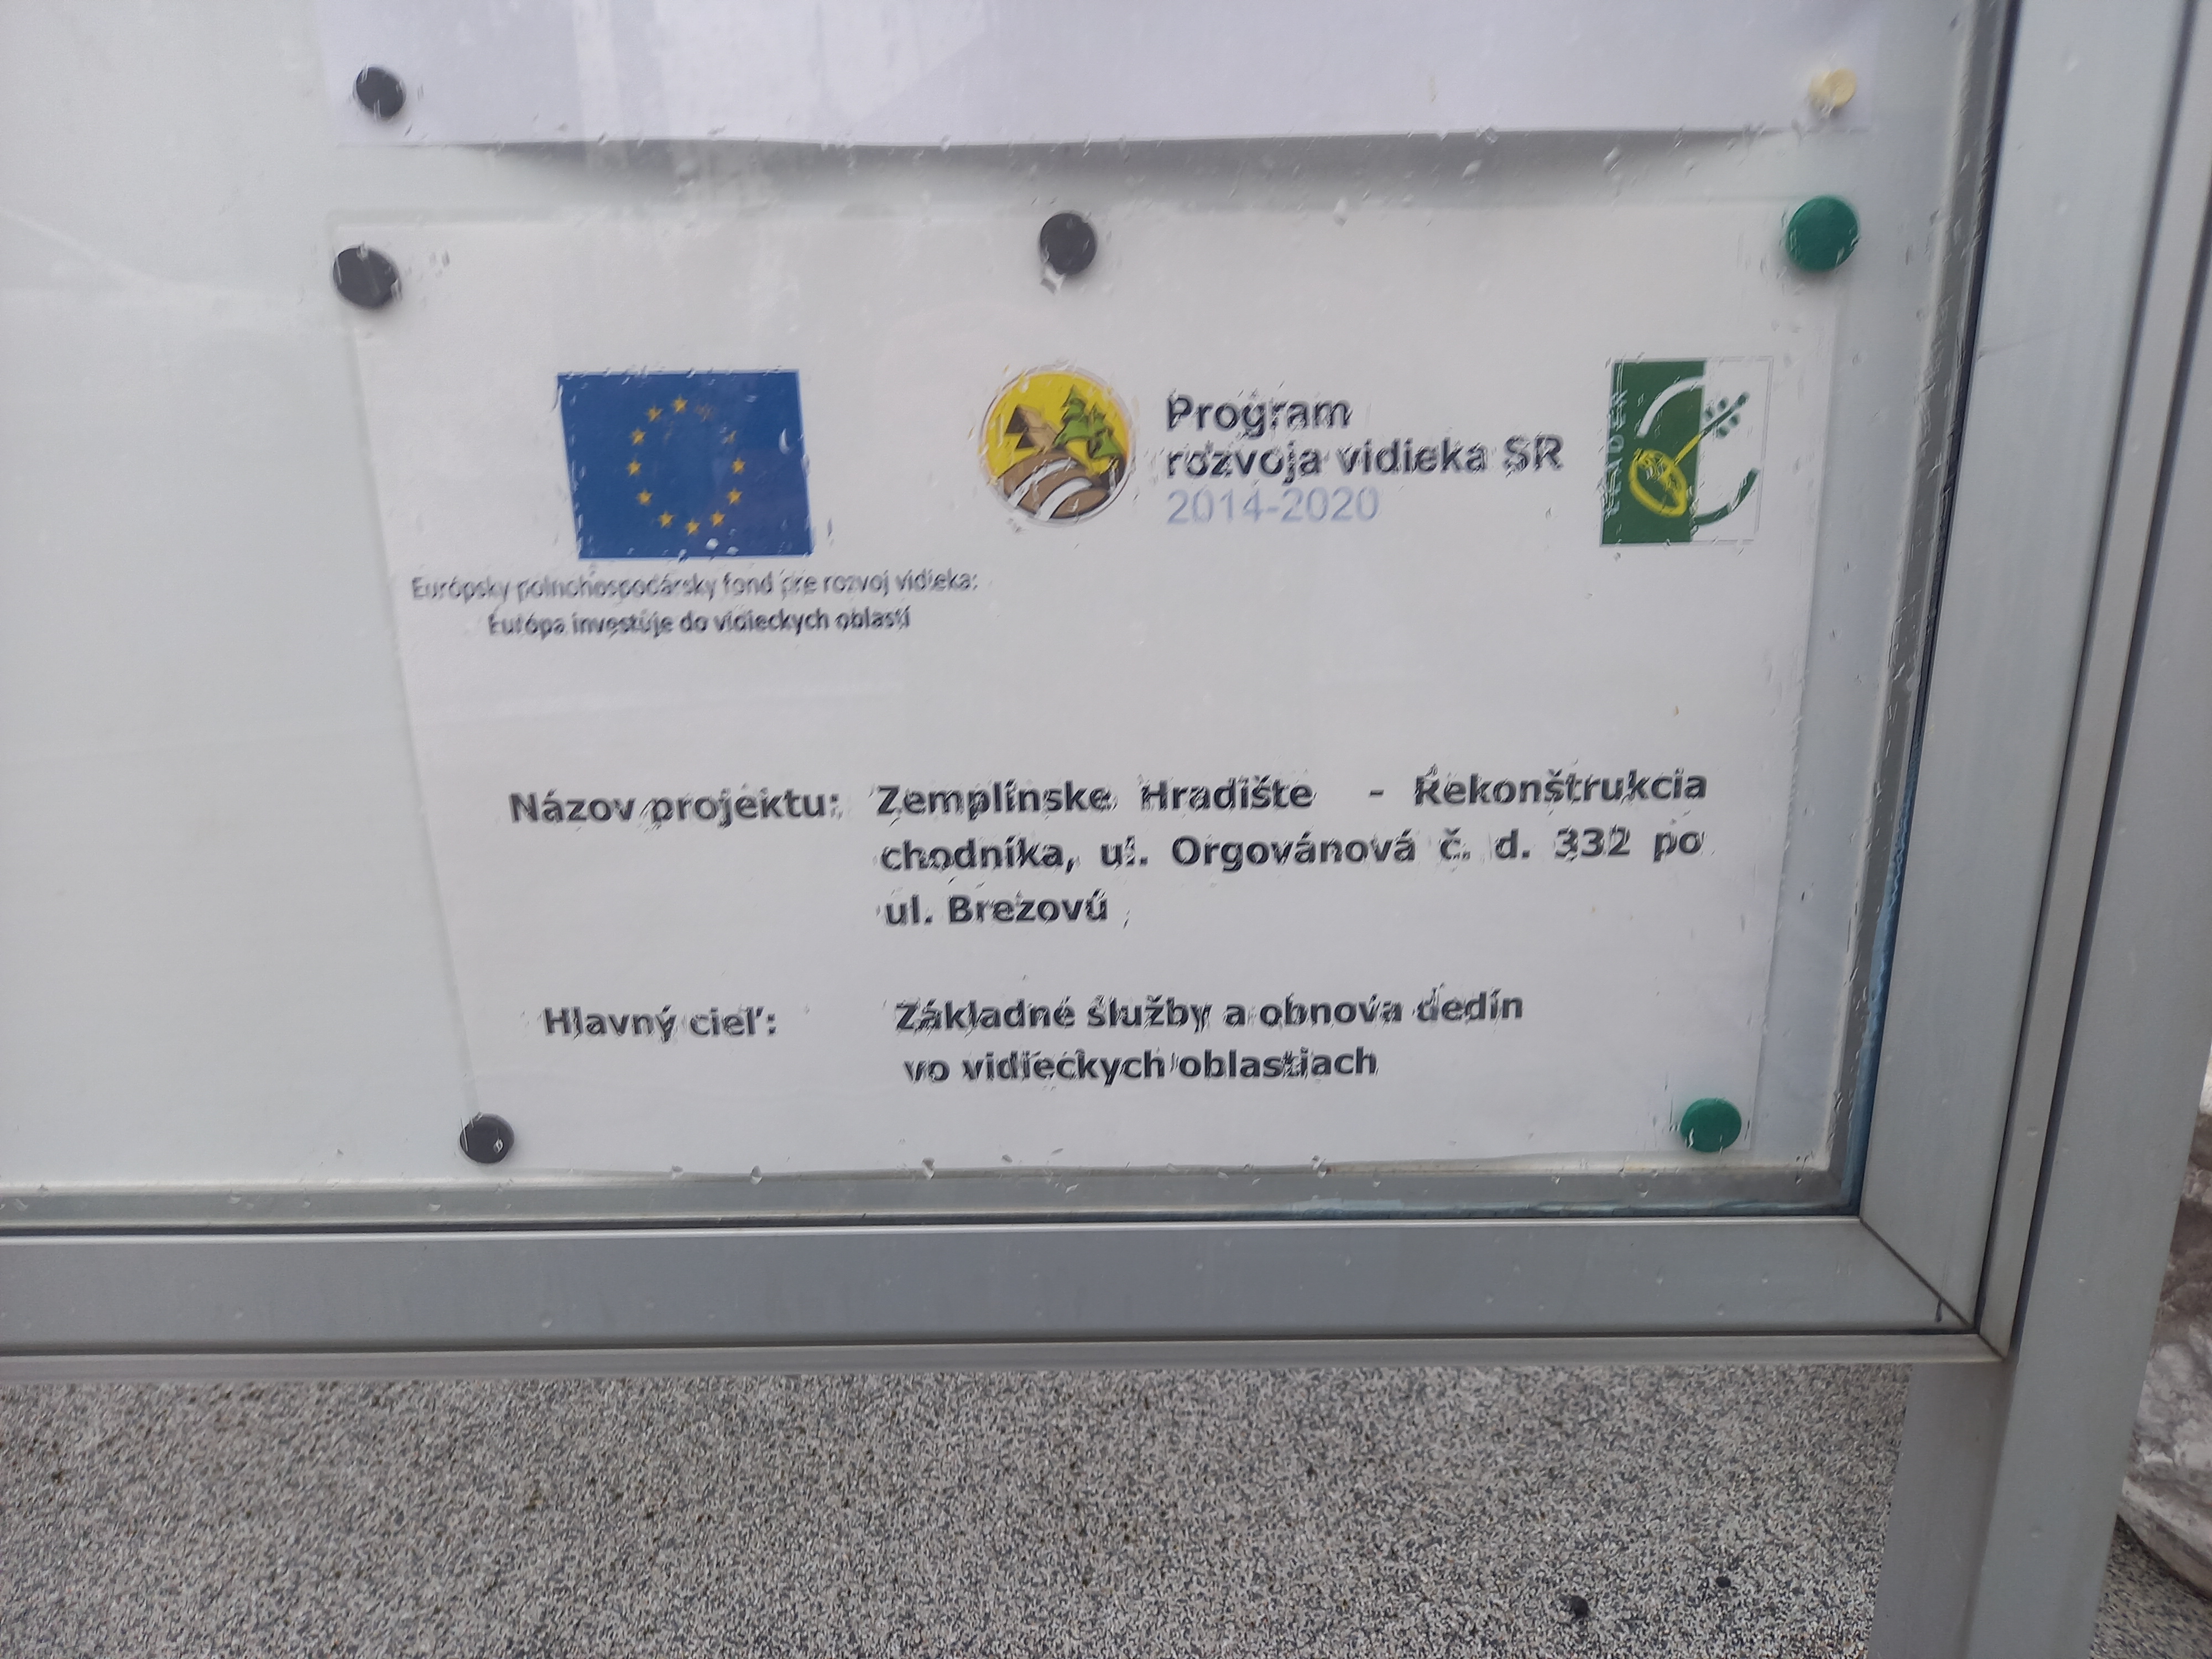 Program
rozvoja vidieka SR
2014-2020
LEADER
Európsky poľnohospodársky fond pre rozvoj vidieka:
Európa investuje do vidieckych oblastí
Názov projektu: Zemplínske Hradište - Rekonštrukcia
chodníka, ul. Orgovánová č. d. 332 po
ul. Brezovú
Hlavný cieľ: Základné služby a obnova dedín
vo vidieckych oblastiach